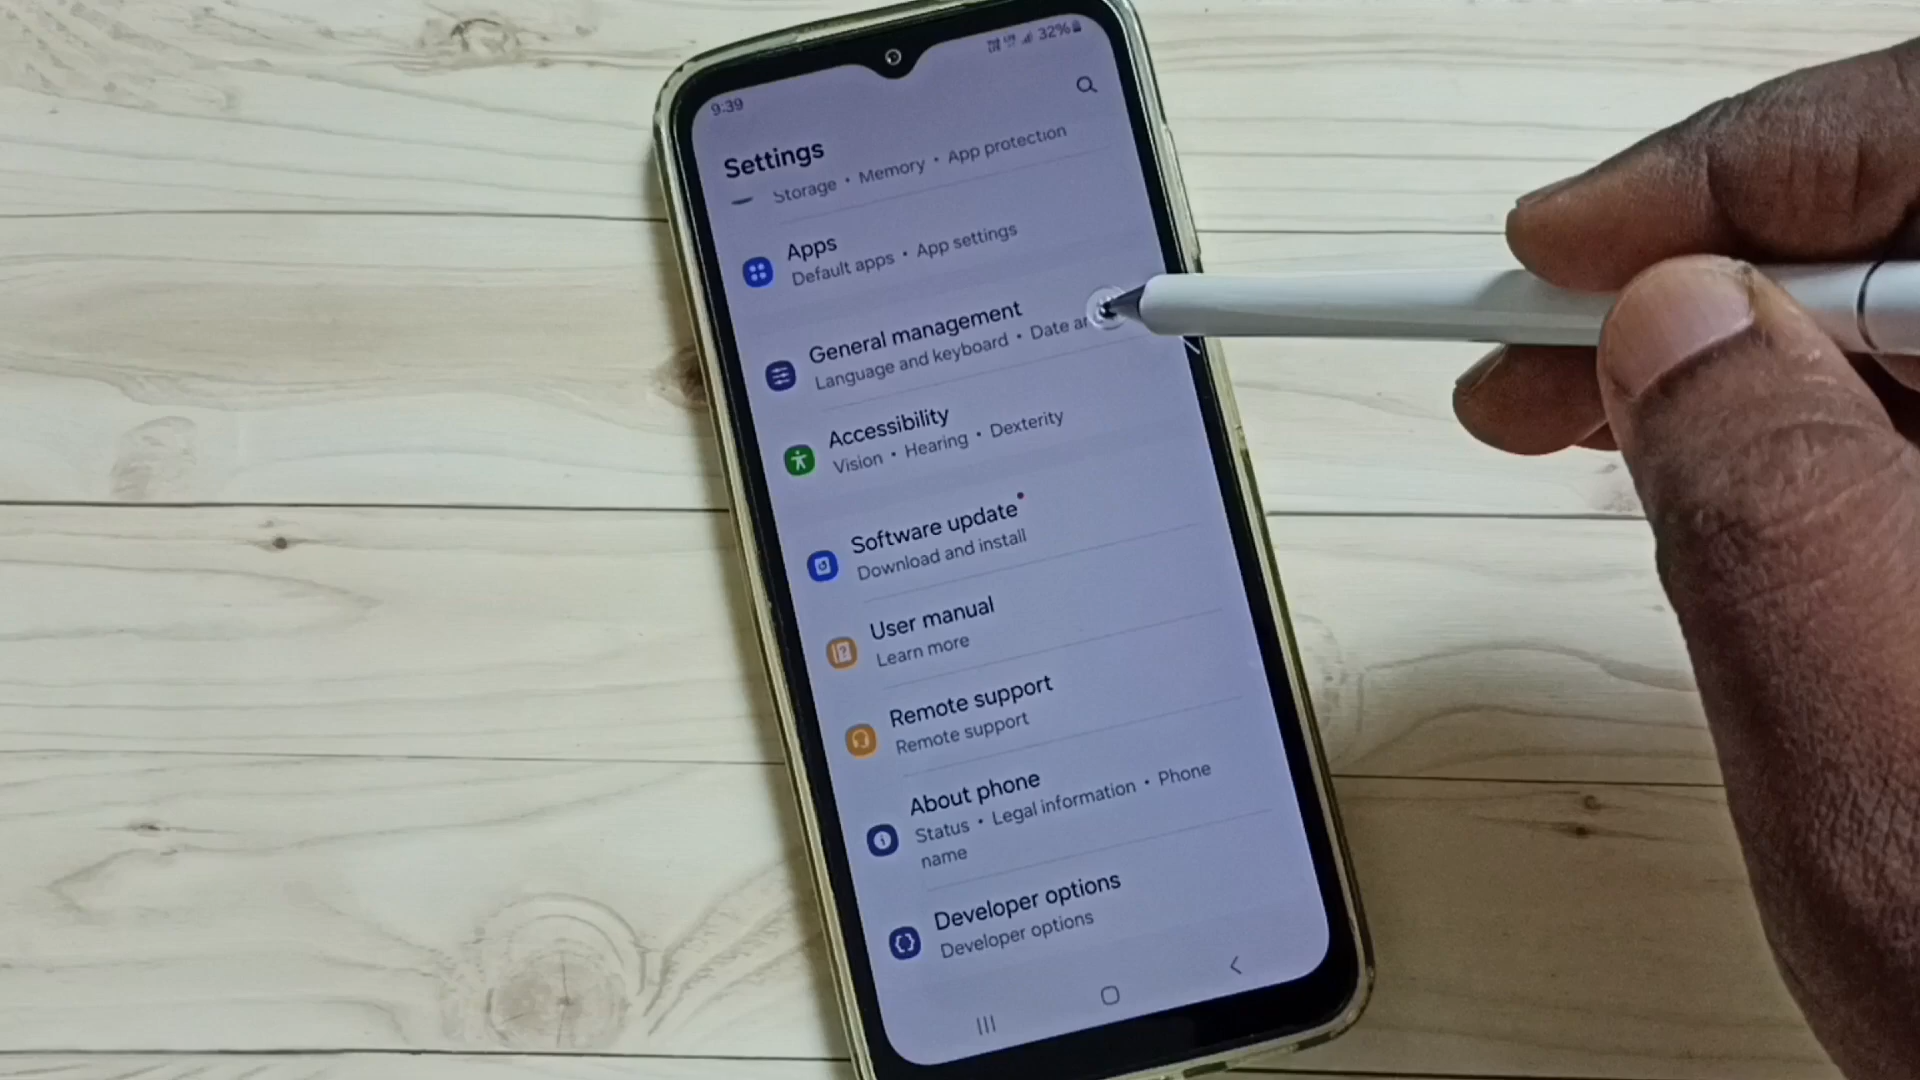 9:39
32%
Settings
Storage • Memory • App protection
Apps
Default apps • App settings
General management
Language and keyboard • Date
Accessibility
Vision • Hearing • Dexterity
Software update
Download and install
User manual
Learn more
Remote support
Remote support
About phone
Status • Legal information • Phone
name
Developer options
Developer options